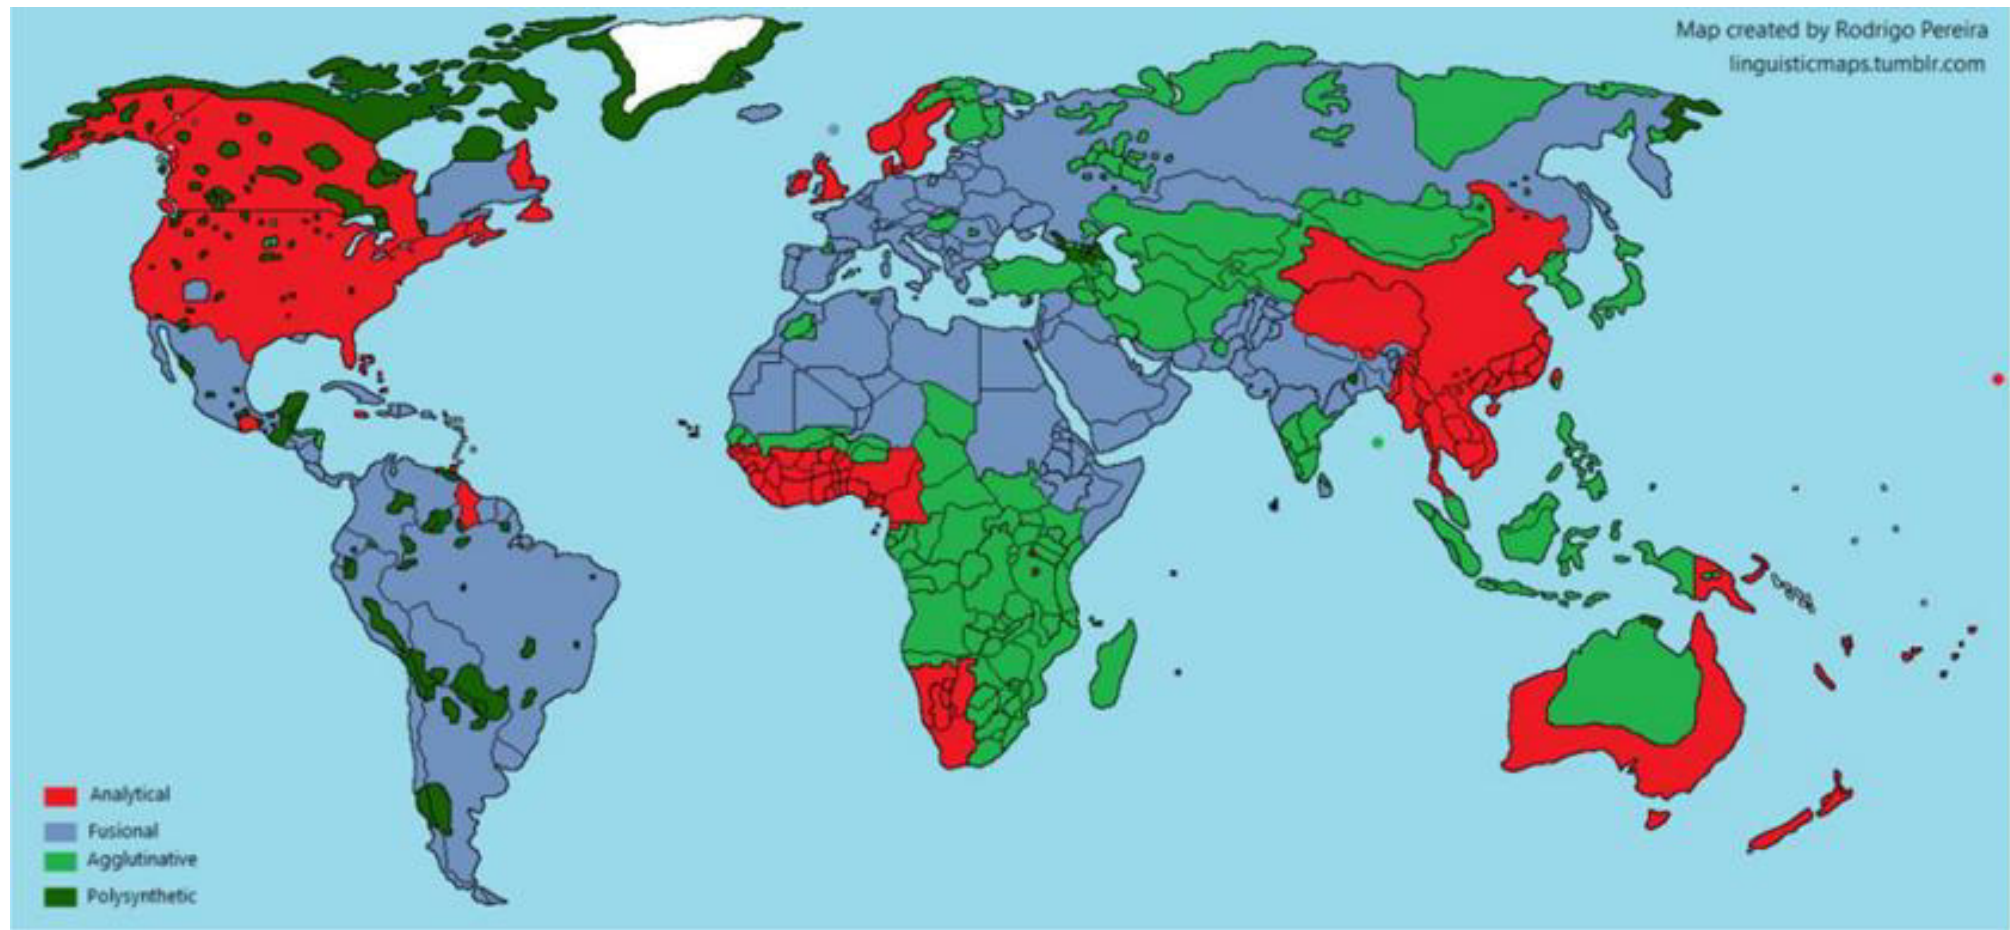 Map created by Rodrigo Pereira
linguisticmaps.tumblr.com
Analytical
Fusional
Agglutinative
Polysynthetic